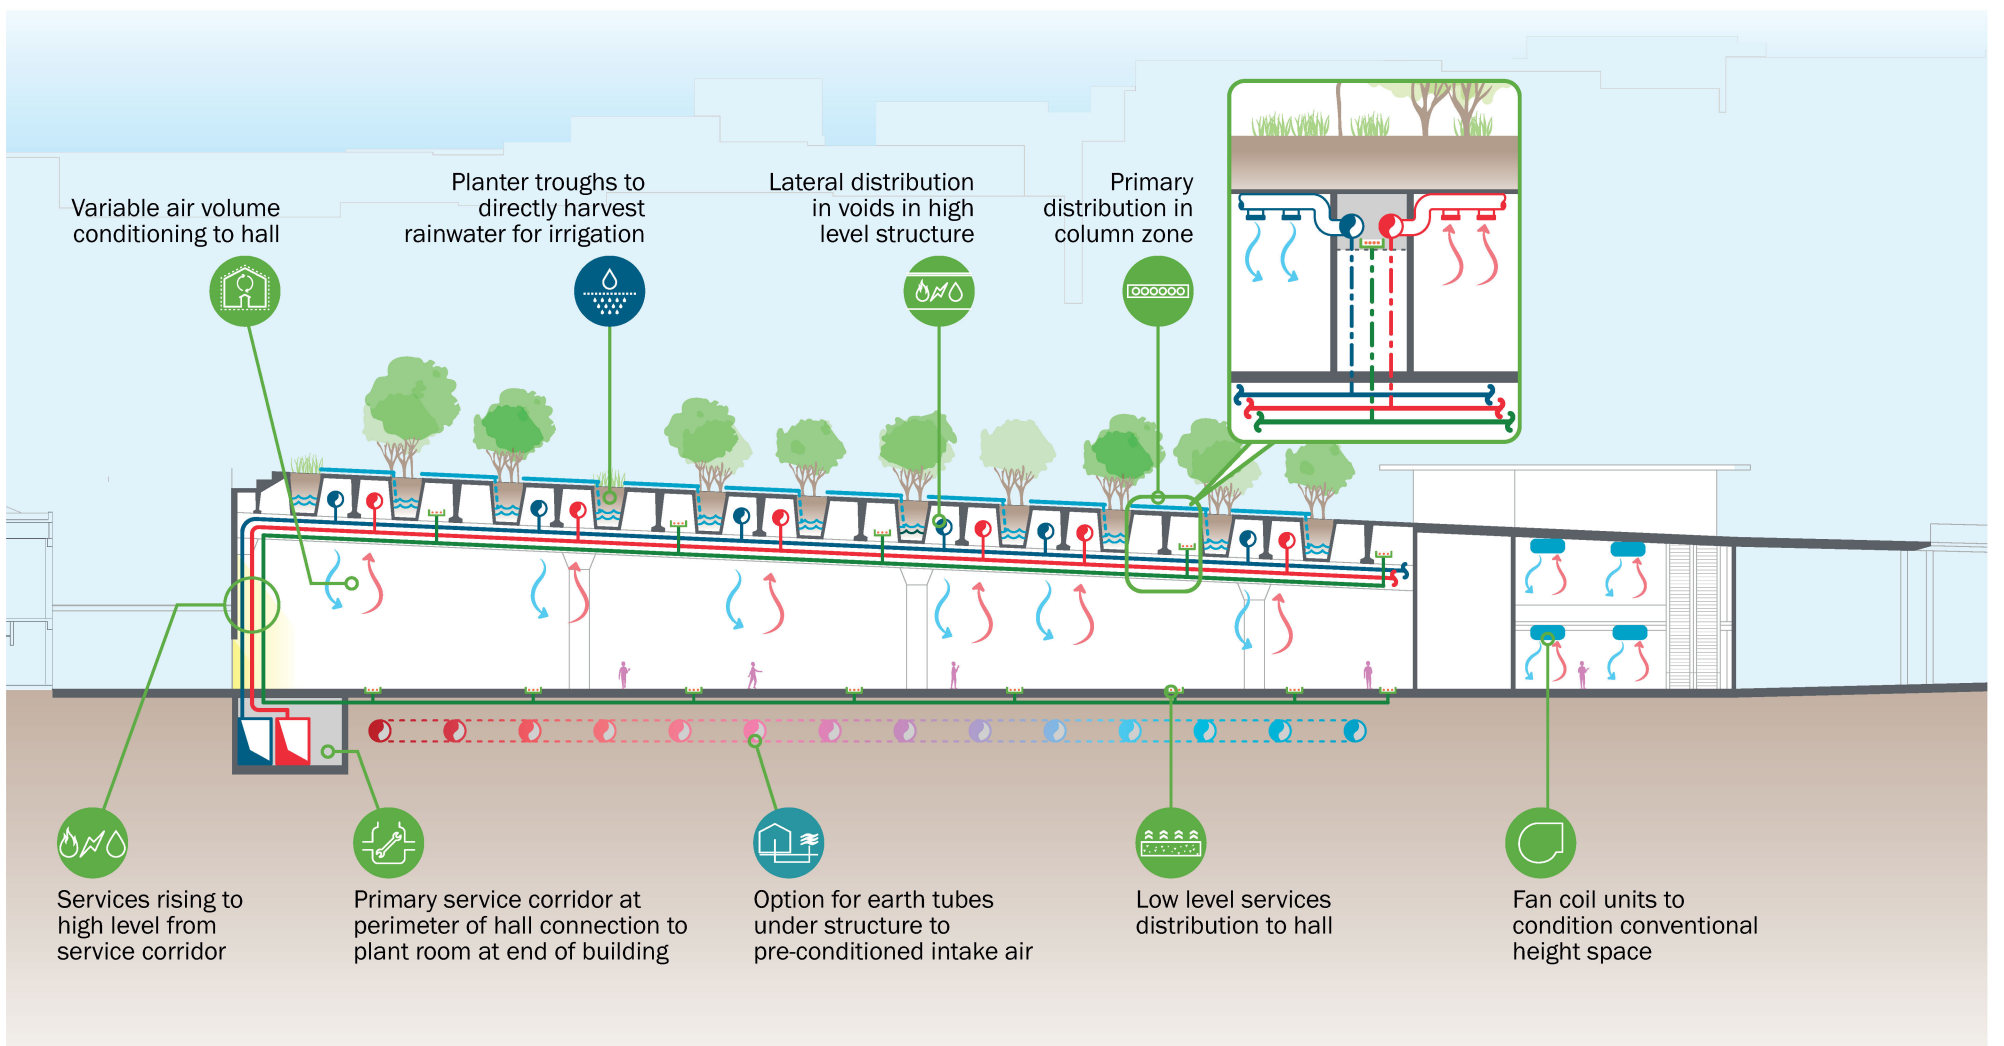 Variable air volume
conditioning to hall
Planter troughs to
directly harvest
rainwater for irrigation
Lateral distribution
in voids in high
level structure
Primary
distribution in
column zone
Services rising to
high level from
service corridor
Primary service corridor at
perimeter of hall connection to
plant room at end of building
Option for earth tubes
under structure to
pre-conditioned intake air
Low level services
distribution to hall
Fan coil units to
condition conventional
height space